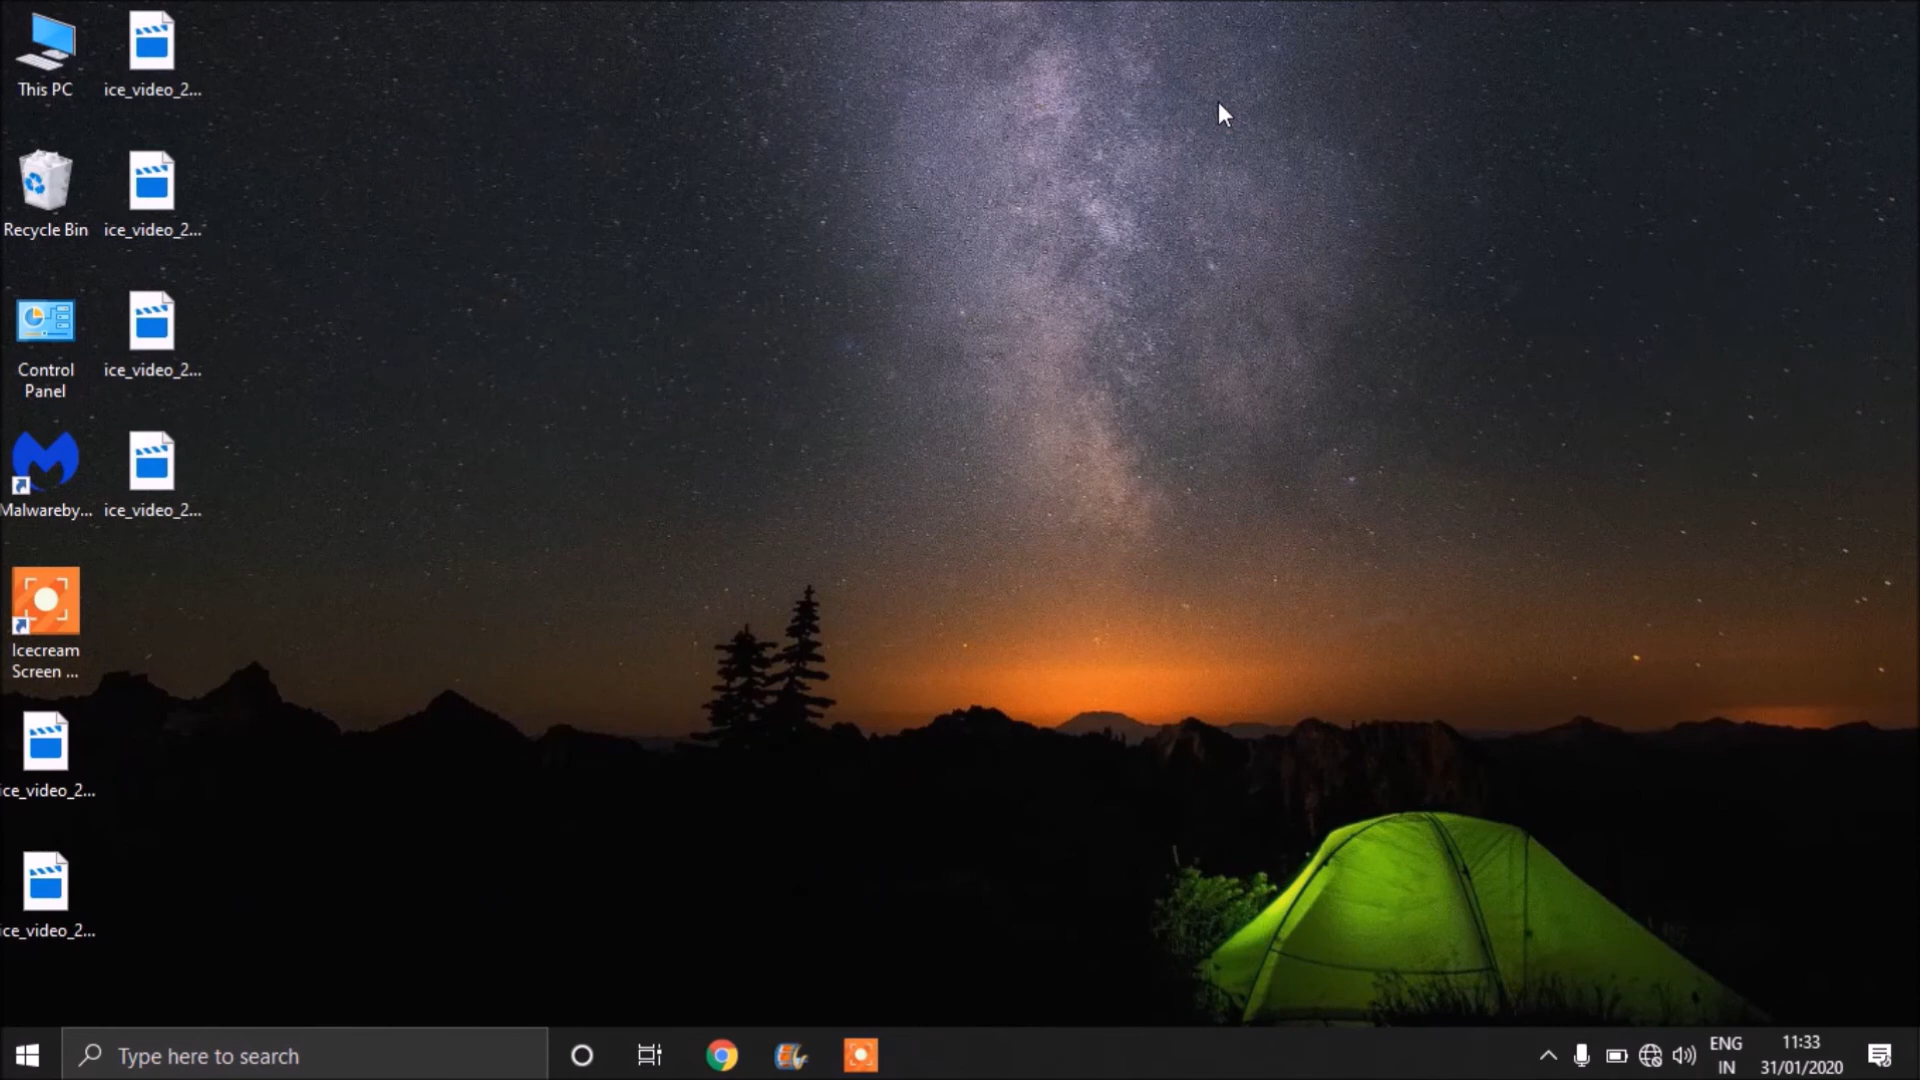 This PC
ice_video_2...
Recycle Bin
ice_video_2...
Control
Panel
ice_video_2...
Malwareby...
ice_video_2...
Icecream
Screen ...
ice_video_2...
ice_video_2...
Type here to search
ENG
IN
11:33
31/01/2020